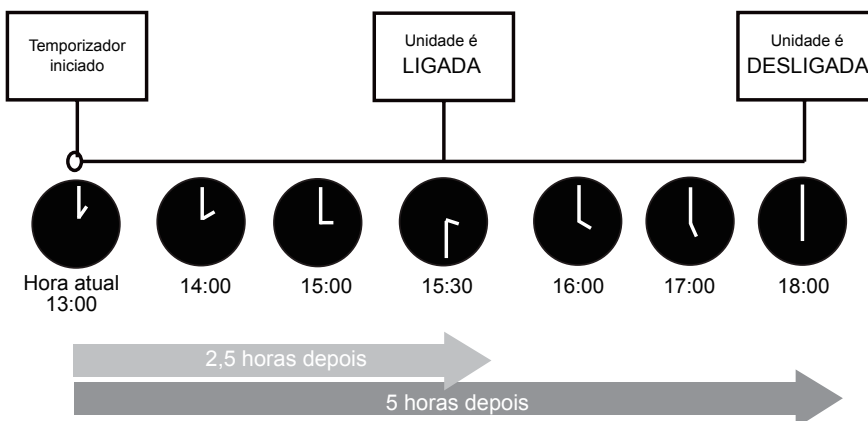 Temporizador
iniciado
Unidade é
LIGADA
Unidade é
DESLIGADA
Hora atual
13:00
14:00
15:00
15:30
16:00
17:00
18:00
2,5 horas depois
5 horas depois